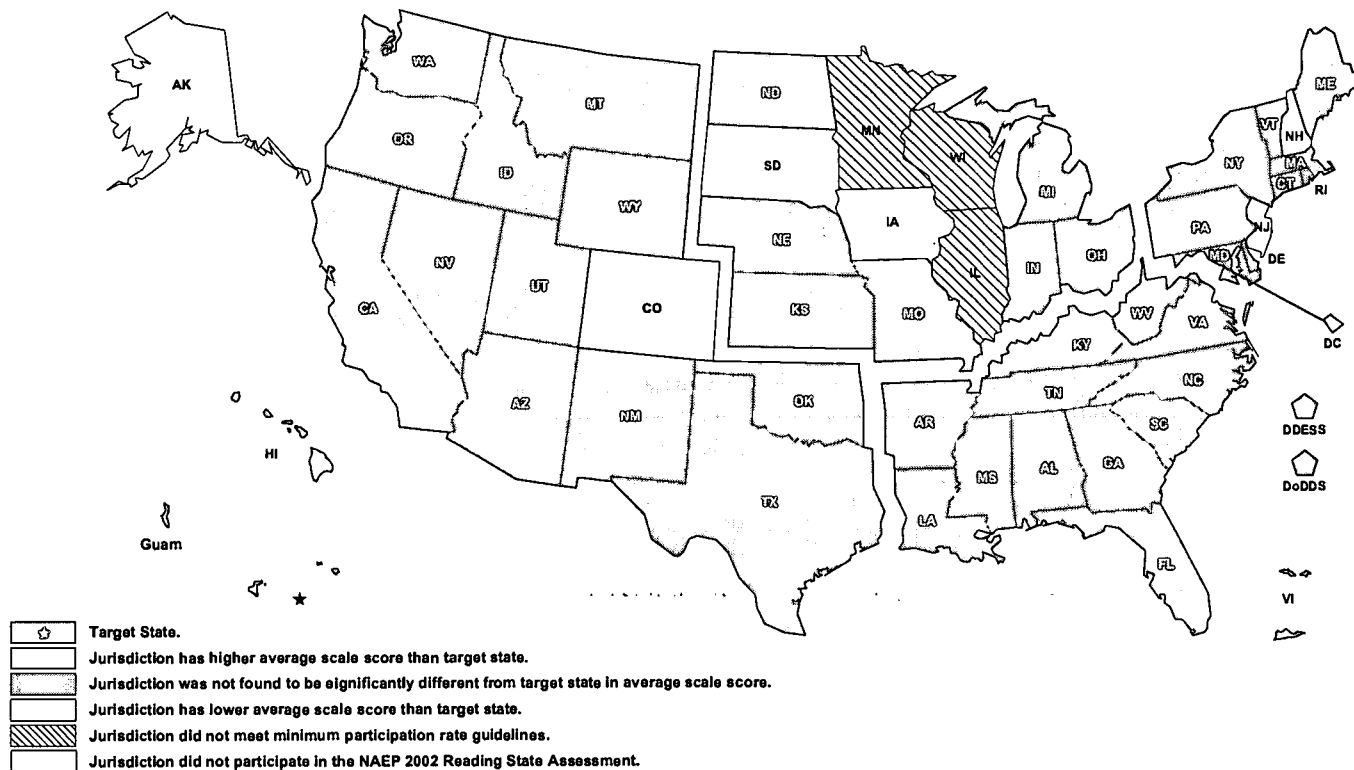 AK
WA
MT
ND
MN
ME
OR
ID
SD
WI
MI
NY
VT
NH
MA
CT
RI
WY
IA
PA
NJ
NV
UT
NE
IL
IN
OH
MD
DE
CA
CO
KS
MO
WV
VA
KY
DC
AZ
NM
OK
AR
TN
NC
SC
DDESS
HI
TX
LA
MS
AL
GA
DoDDS
Guam
FL
VI
Target State.
Jurisdiction has higher average scale score than target state.
Jurisdiction was not found to be eignificantly different from target state in average scale score.
Jurisdiction has lower average scale score than target state.
Jurisdiction did not meet minimum participation rate guidelines.
Jurisdiction did not participate in the NAEP 2002 Reading State Assessment.